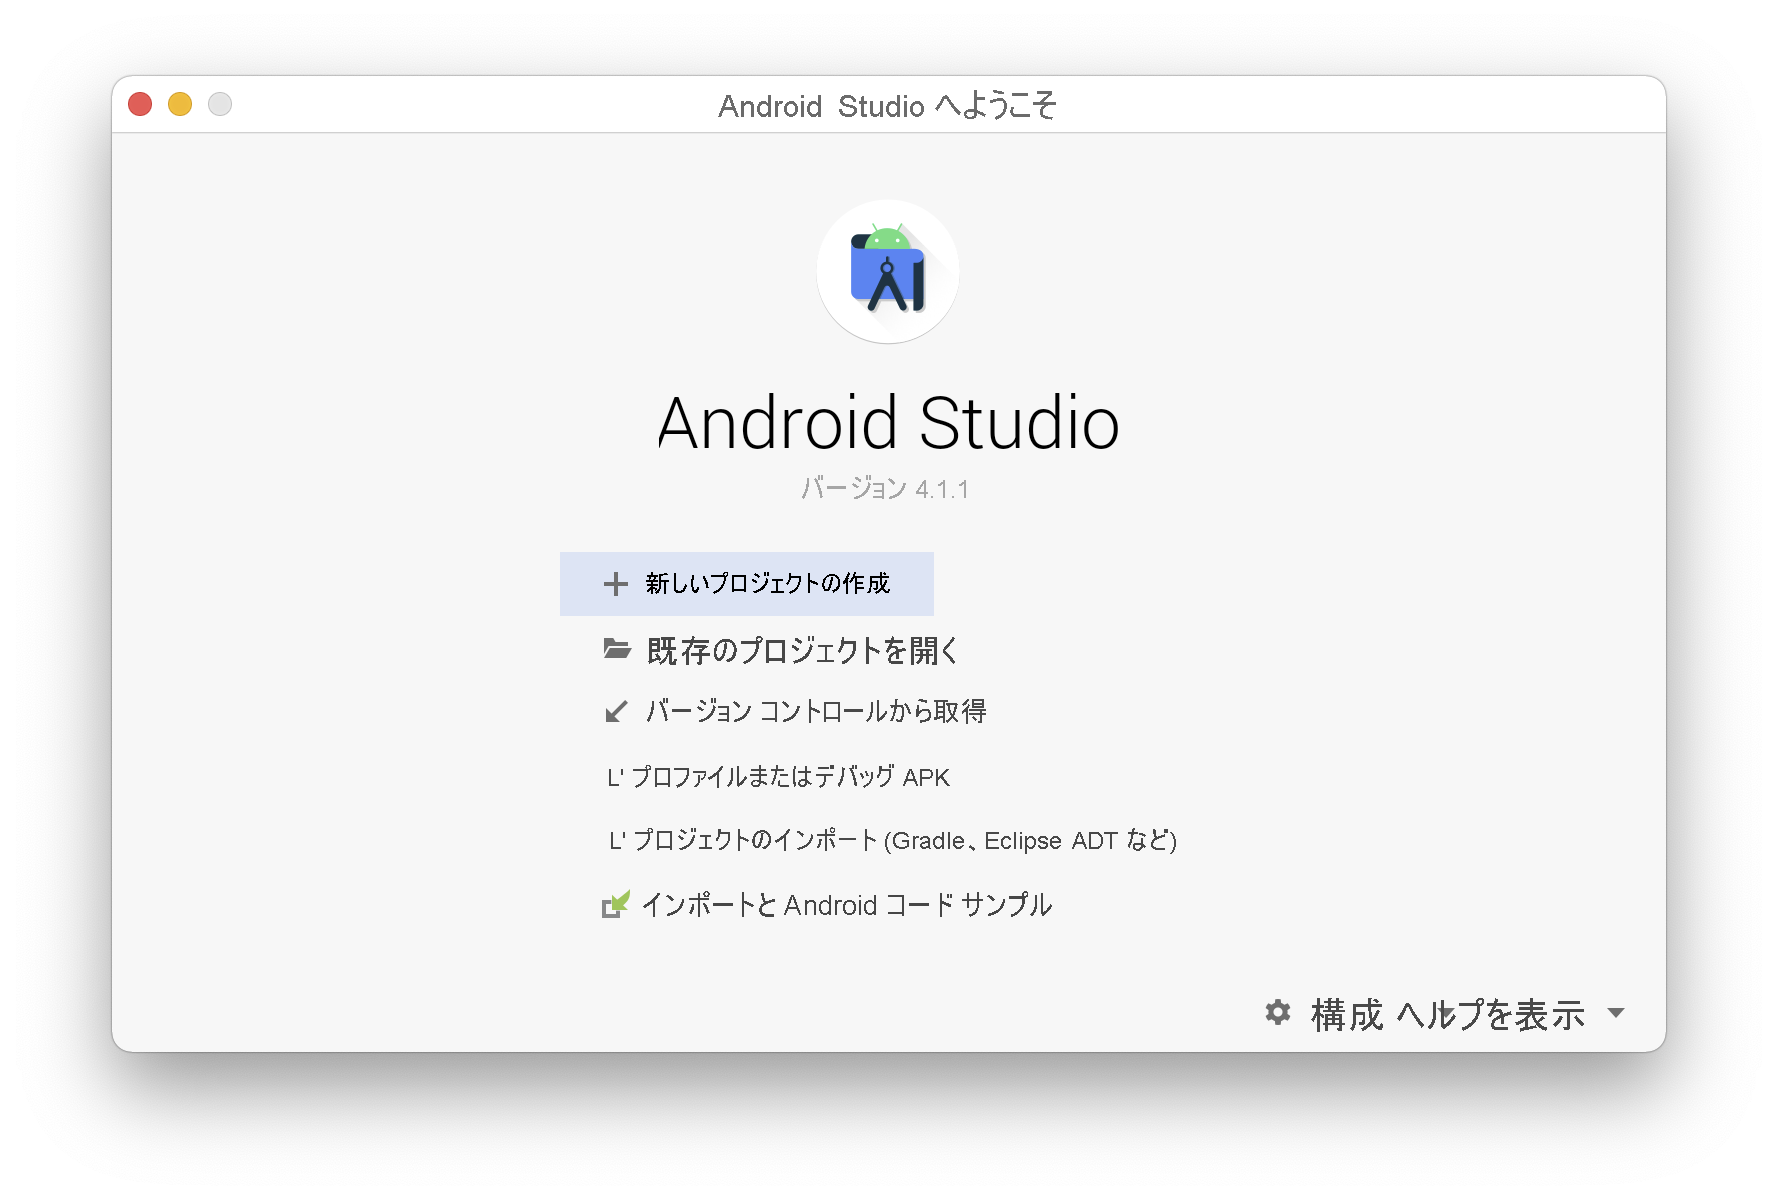 Android Studio へようこそ
Android Studio
バージョン 4.1.1
新しいプロジェクトの作成
既存のプロジェクトを開く
バージョン コントロールから取得
L' プロファイルまたはデバッグ APK
L' プロジェクトのインポート (Gradle、Eclipse ADT など)
インポートと Android コード サンプル
構成 ヘルプを表示